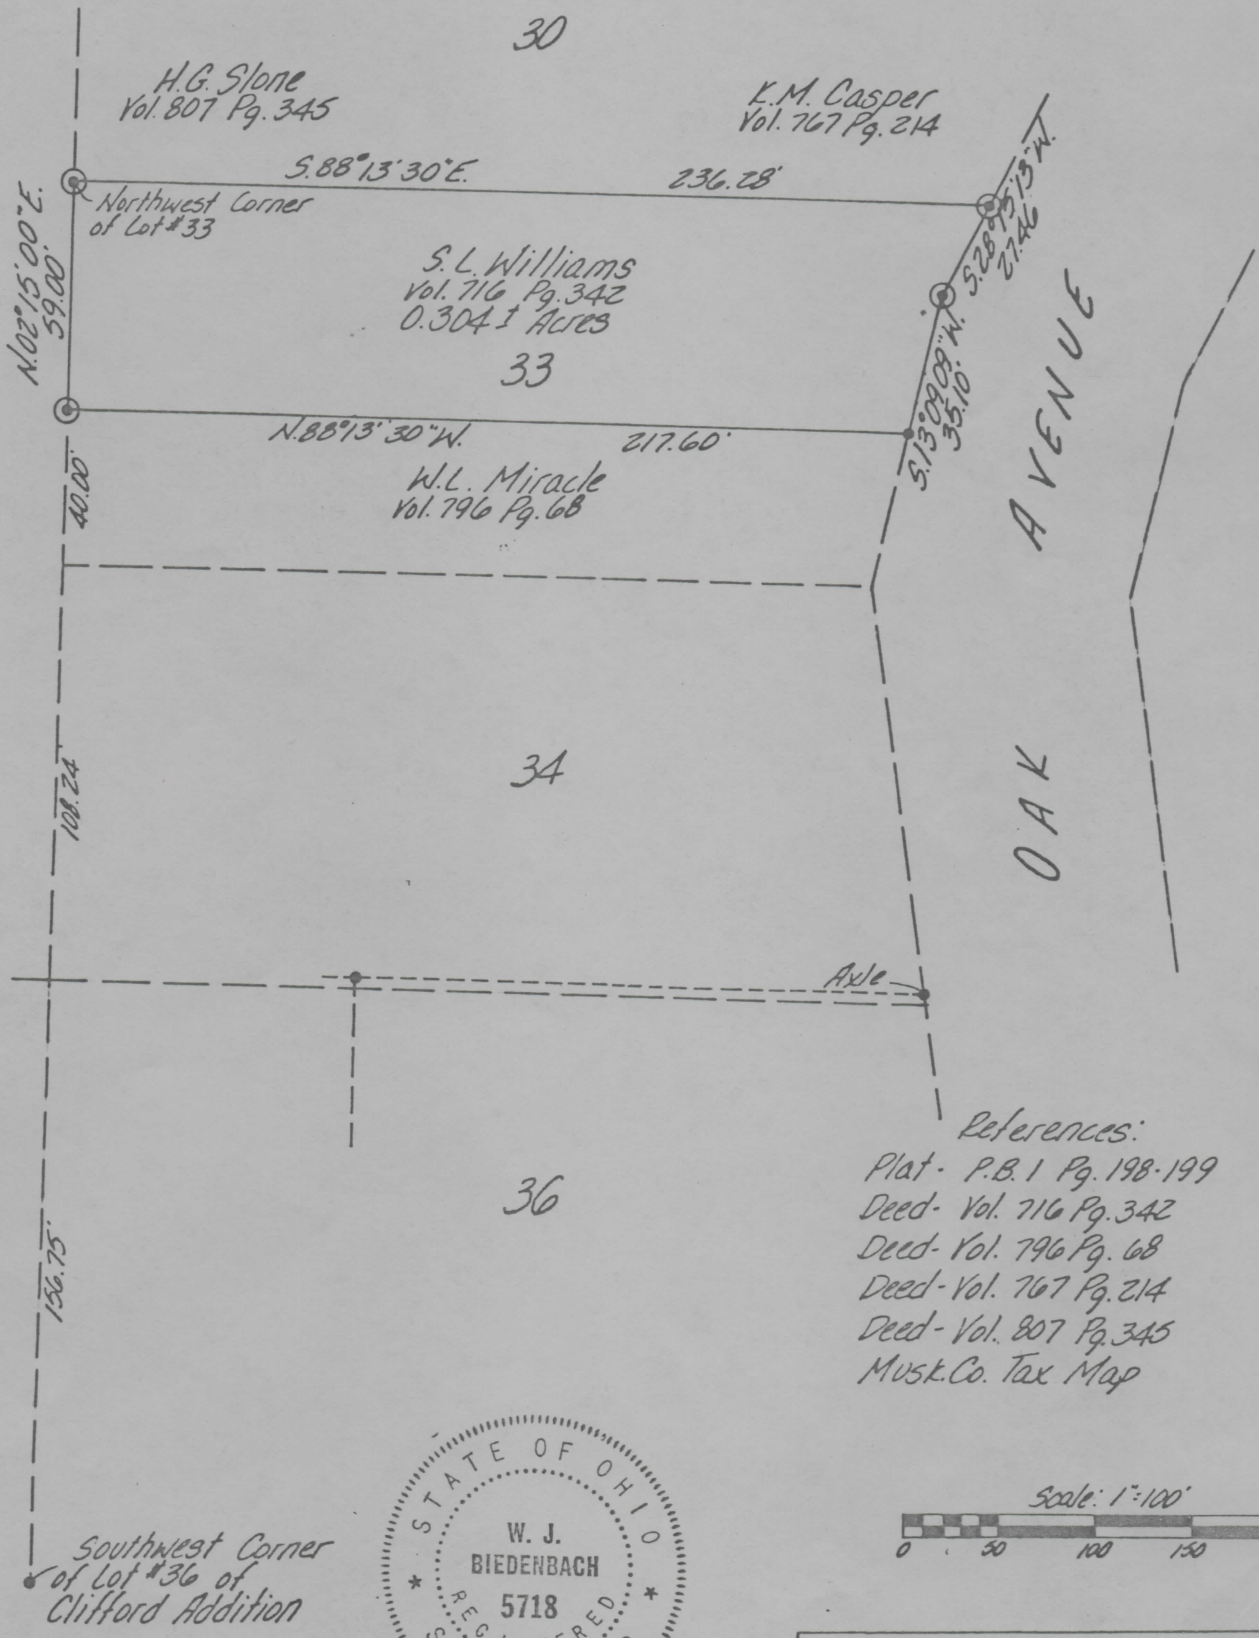 30
H.G. Slone
Vol. 807 Pg. 345
K.M. Casper
Vol. 767 Pg. 214
S.88°13'30"E.
236.28'
Northwest Corner
of Lot #33
N.02°15'00"E.
59.00'
S.28°15'13"W.
27.46'
S.L. Williams
Vol. 716 Pg. 342
0.304± Acres
33
S.13°09'09"W.
35.10'
N.88°13'30"W.
217.60'
W.L. Miracle
Vol. 796 Pg. 68
40.00'
OAK AVENUE
34
108.24'
Axle
36
156.75'
References:
Plat - P.B. 1 Pg. 198-199
Deed - Vol. 716 Pg. 342
Deed - Vol. 796 Pg. 68
Deed - Vol. 767 Pg. 214
Deed - Vol. 807 Pg. 345
Musk. Co. Tax Map
Scale: 1"=100'
0 50 100 150
Southwest Corner
of Lot #36 of
Clifford Addition
STATE OF OHIO
W. J.
BIEDENBACH
5718